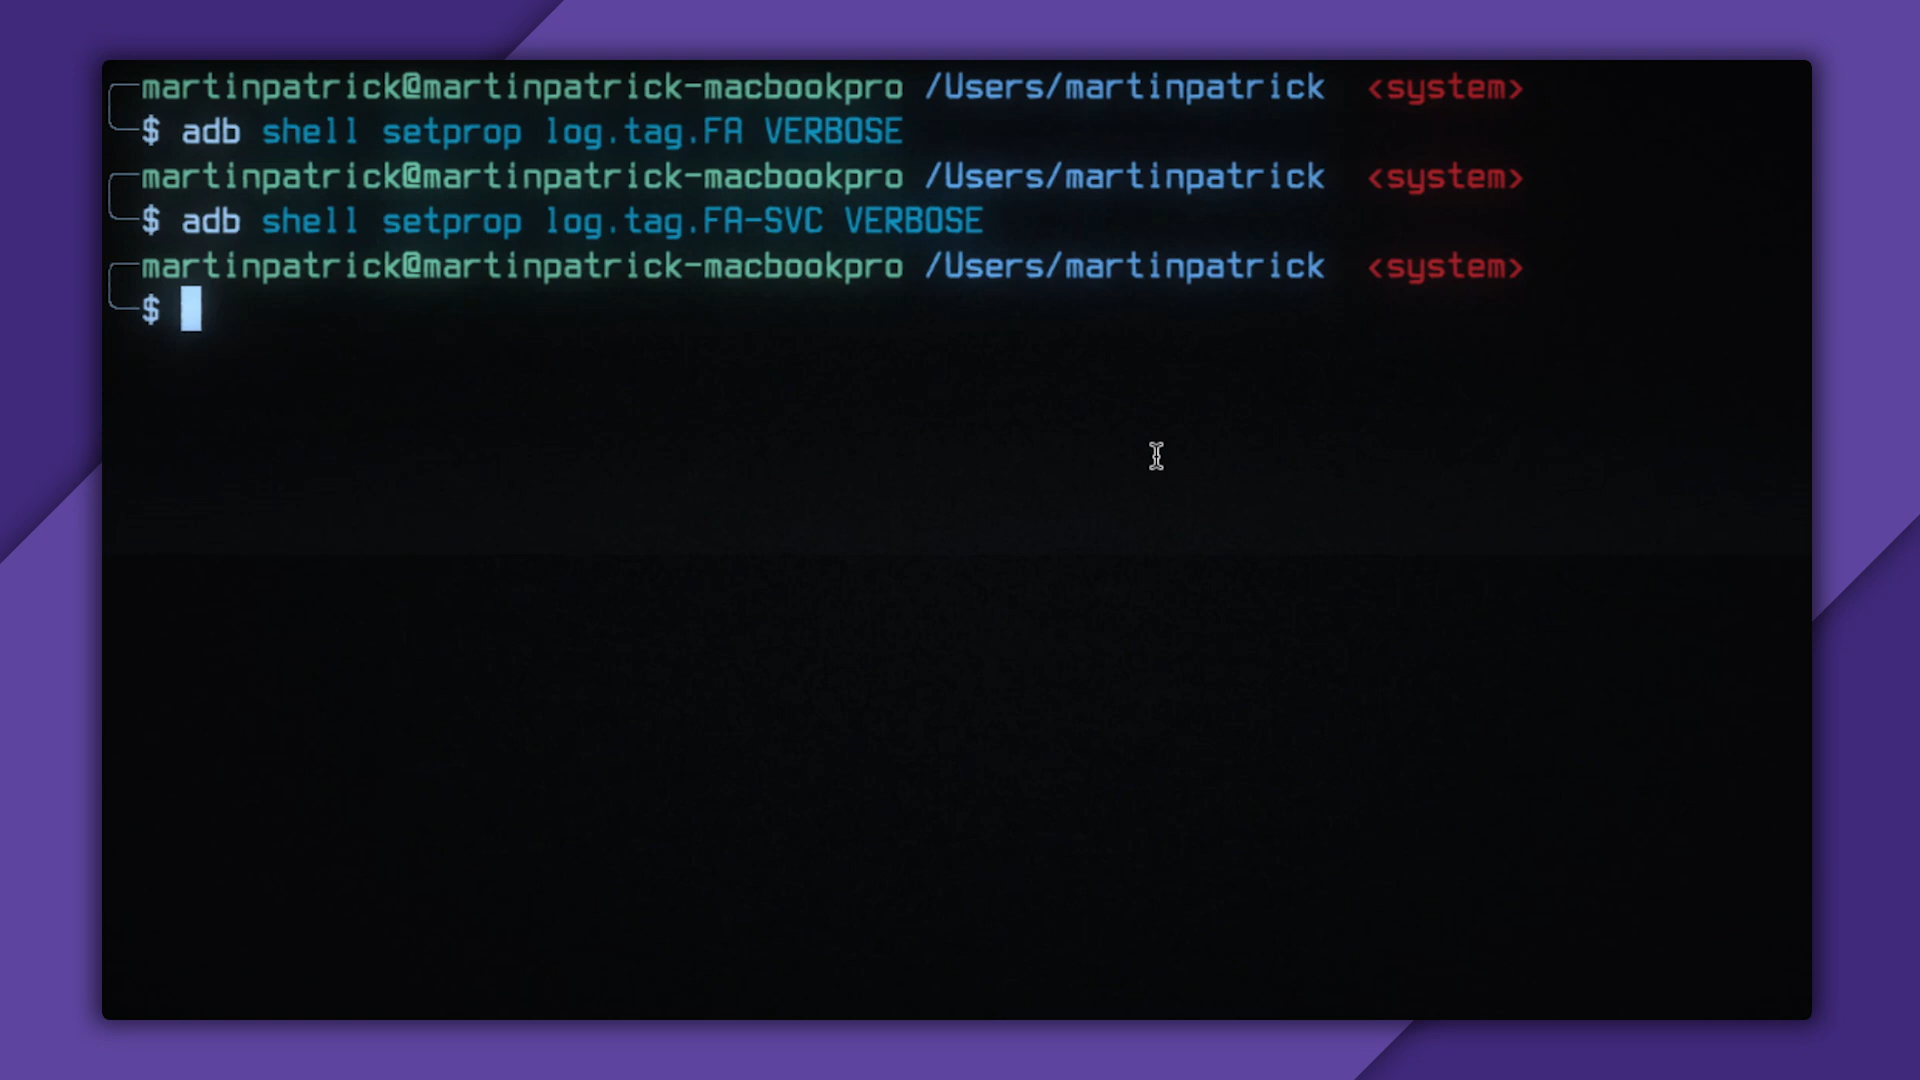 martinpatrick@martinpatrick-macbookpro /Users/martinpatrick <system>
$ adb shell setprop log.tag.FA VERBOSE
martinpatrick@martinpatrick-macbookpro /Users/martinpatrick <system>
$ adb shell setprop log.tag.FA-SVC VERBOSE
martinpatrick@martinpatrick-macbookpro /Users/martinpatrick <system>
$